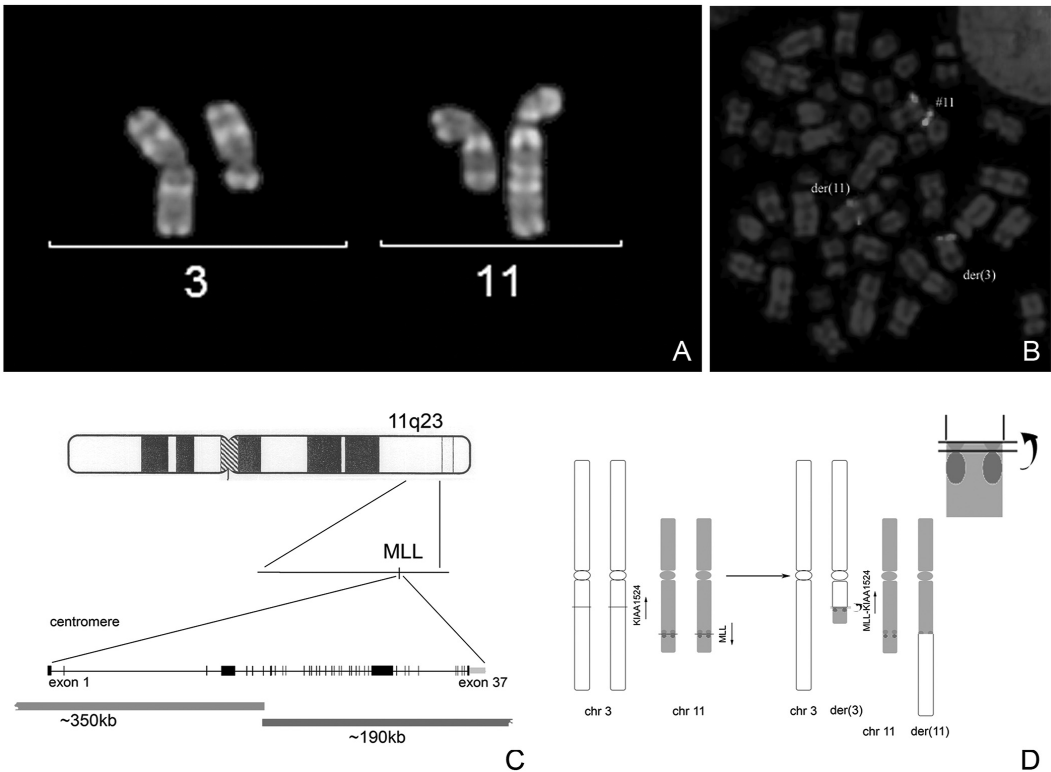 3
11
A
#11
der(11)
der(3)
B
11q23
MLL
centromere
exon 1
exon 37
~350kb
~190kb
C
KIAA1524
MLL
MLL-KIAA1524
chr 3
chr 11
chr 3
der(3)
chr 11
der(11)
D